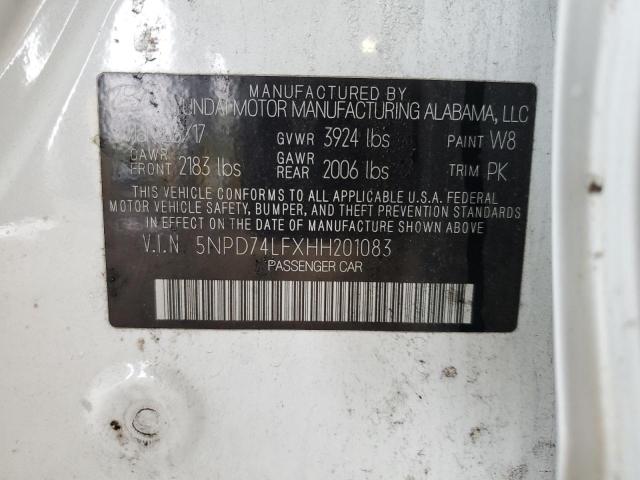 MANUFACTURED BY
HYUNDAI MOTOR MANUFACTURING ALABAMA, LLC
GVWR 3924 lbs PAINT W8
GAWR FRONT 2183 lbs GAWR REAR 2006 lbs TRIM PK
THIS VEHICLE CONFORMS TO ALL APPLICABLE U.S.A. FEDERAL
MOTOR VEHICLE SAFETY, BUMPER, AND THEFT PREVENTION STANDARDS
IN EFFECT ON THE DATE OF MANUFACTURE SHOWN ABOVE.
V.I.N. 5NPD74LFXHH201083
PASSENGER CAR